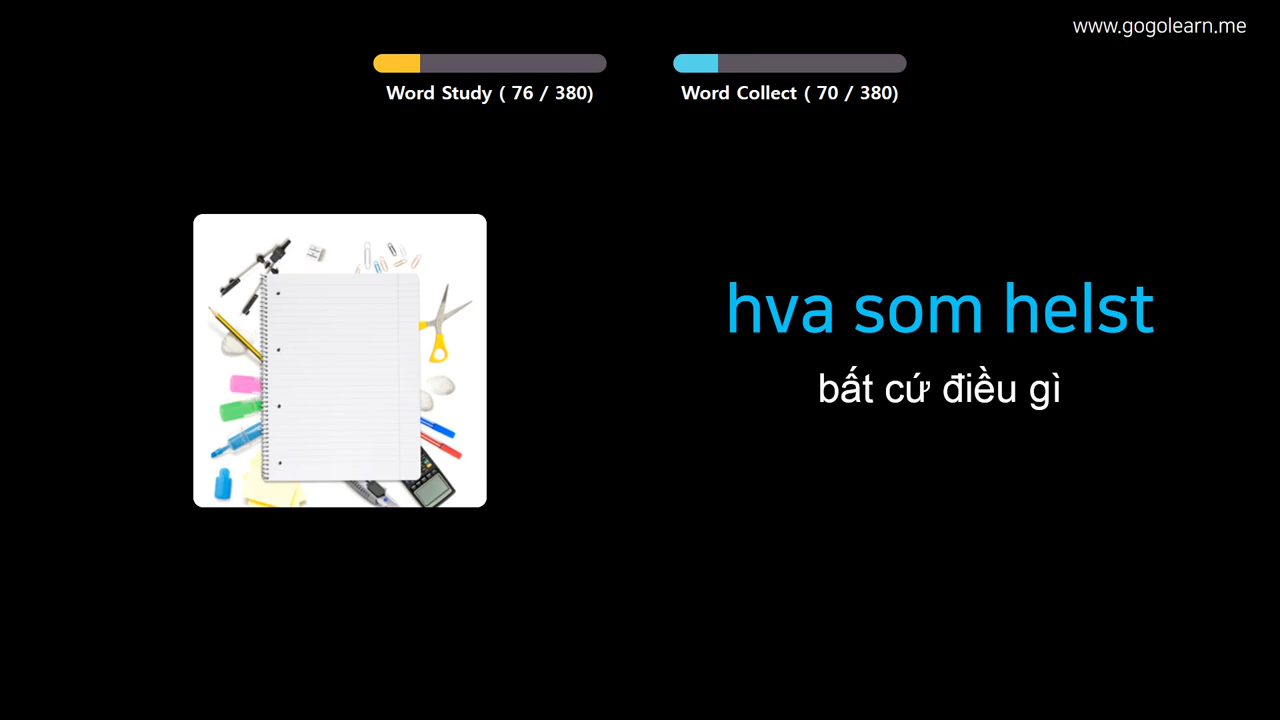 www.gogolearn.me
Word Study ( 76 / 380)
Word Collect ( 70 / 380)
hva som helst
bất cứ điều gì